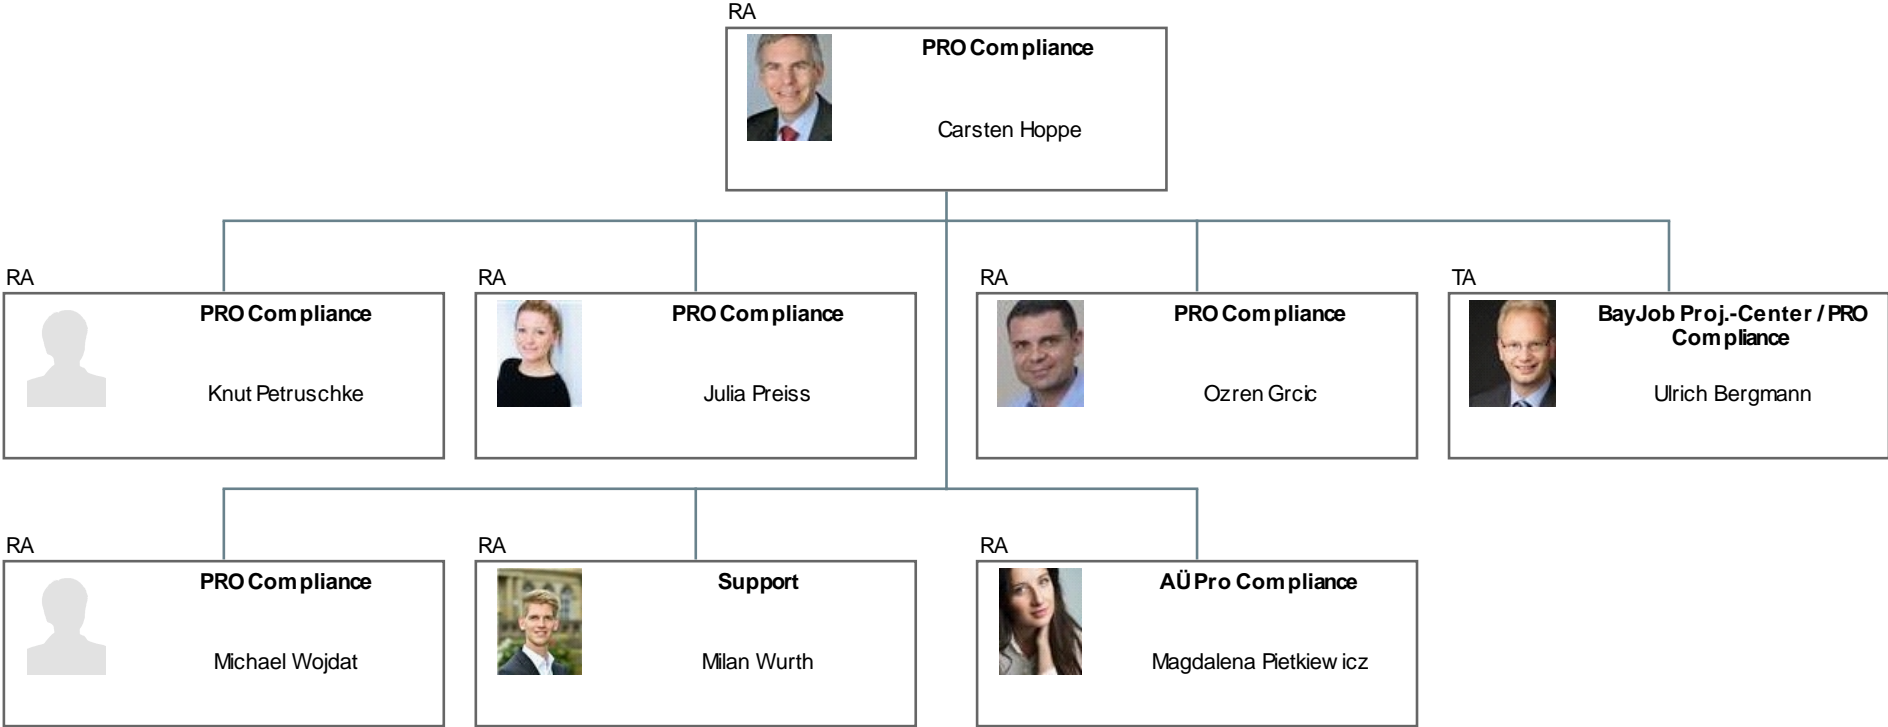 RA
PRO Compliance
Carsten Hoppe
RA
PRO Compliance
Knut Petruschke
RA
PRO Compliance
Julia Preiss
RA
PRO Compliance
Ozren Grcic
TA
BayJob Proj.-Center / PRO
Compliance
Ulrich Bergmann
RA
PRO Compliance
Michael Wojdat
RA
Support
Milan Wurth
RA
AÜ Pro Compliance
Magdalena Pietkiewicz